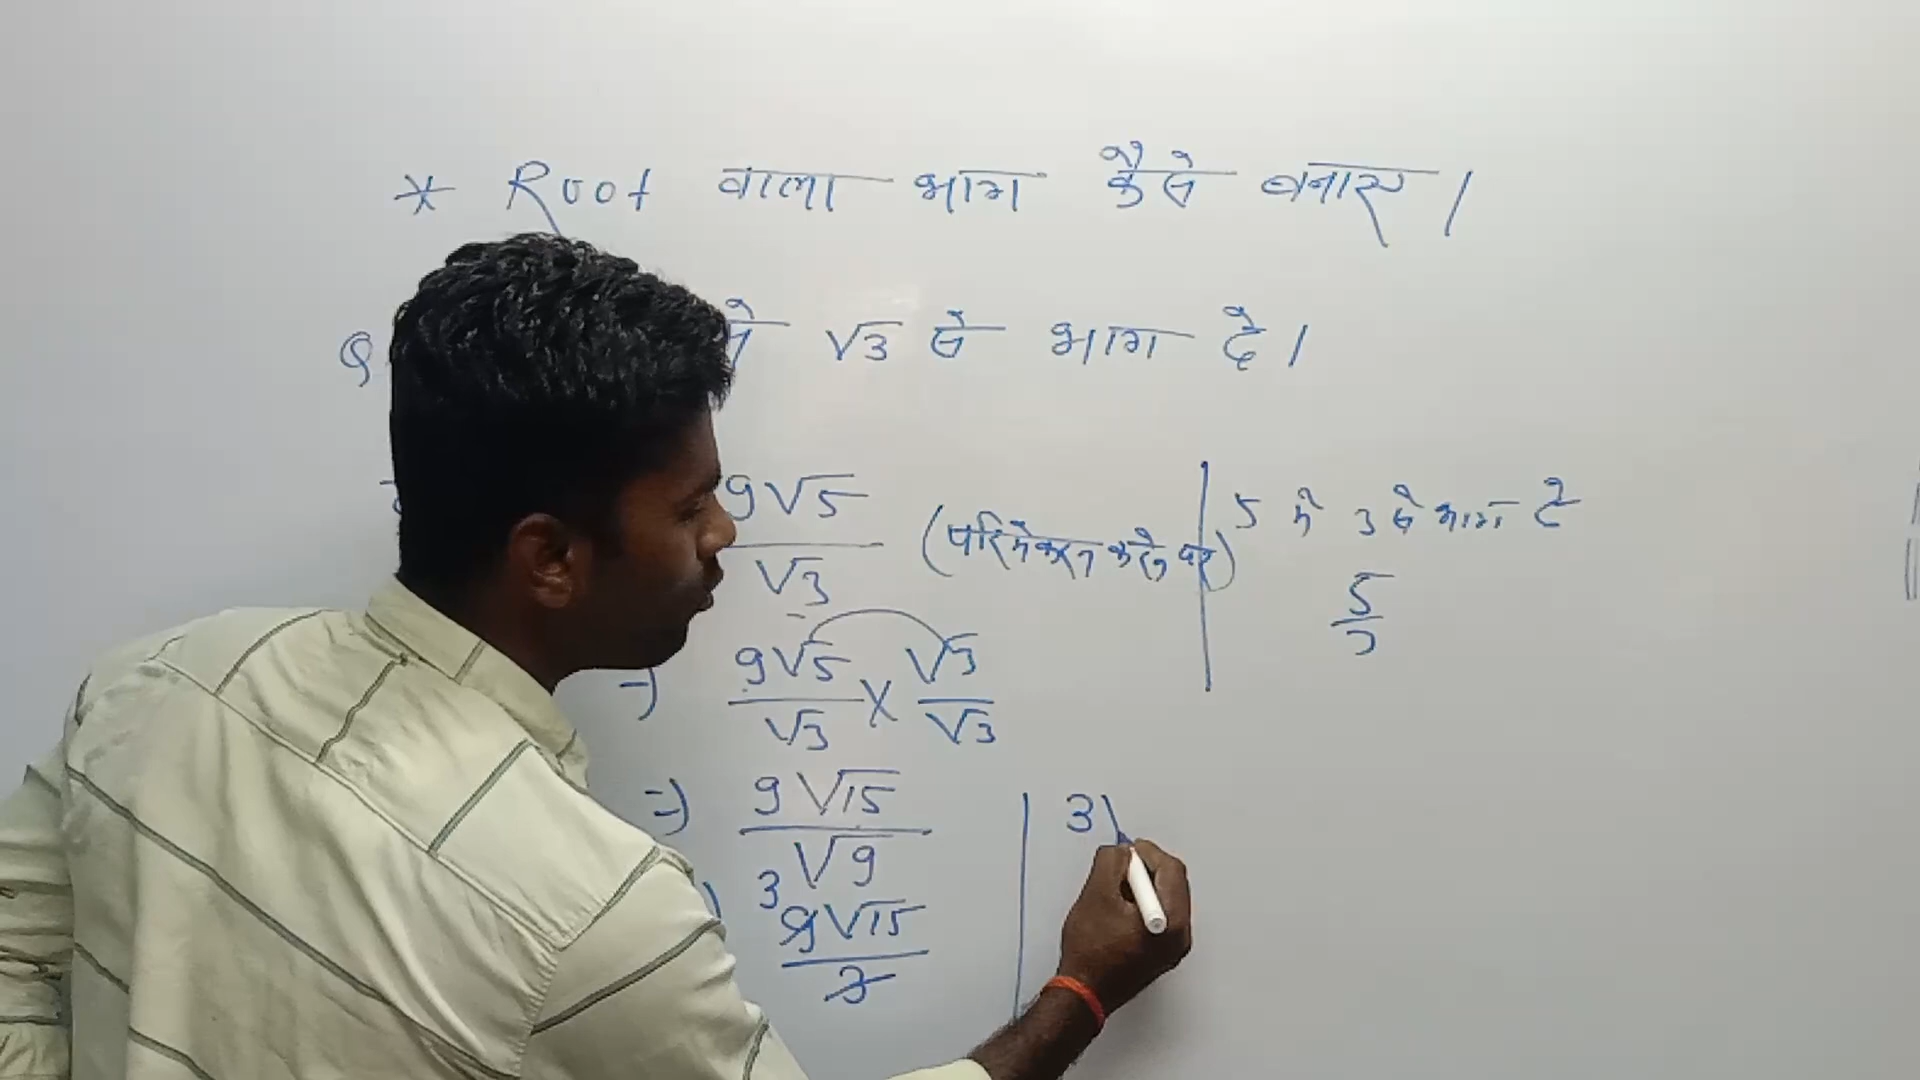 * Root वाला भाग कैसे बनाए।
Q √3 से भाग दे।
9√5
√3
(परिमेकरन करने पर)
5 में 3 से भाग दे
5
3
=) 9√5 × √3
√3 √3
=) 9√15
√9
3
9√15
3
3)